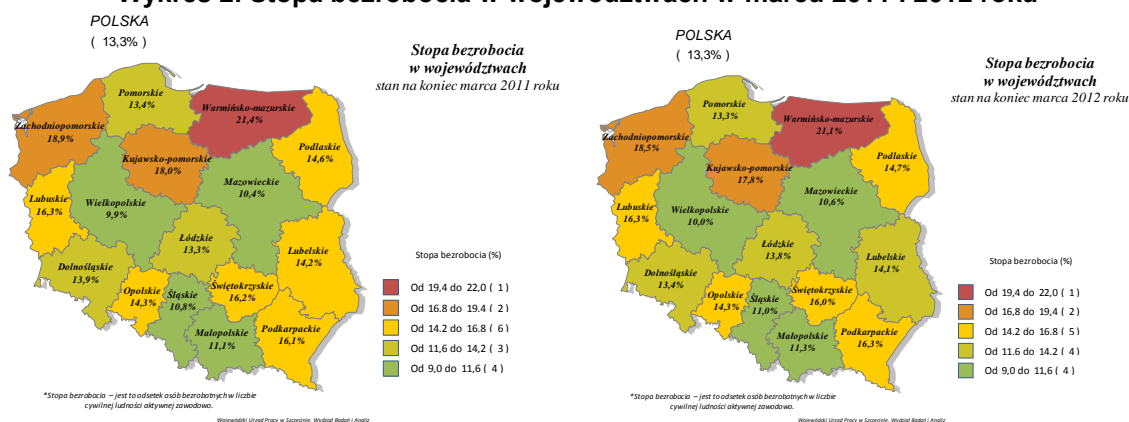 Wykres 2. Stopa bezrobocia w województwach w marcu 2011 i 2012 roku
POLSKA
( 13,3%)
Stopa bezrobocia
w województwach
stan na koniec marca 2011 roku
Pomorskie
13,4%
Warmińsko-mazurskie
21,4%
Zachodniopomorskie
18,9%
Kujawsko-pomorskie
18,0%
Podlaskie
14,6%
Mazowieckie
10,4%
Lubuskie
16,3%
Wielkopolskie
9,9%
Łódzkie
13,3%
Lubelskie
14,2%
Dolnośląskie
13,9%
Opolskie
14,3%
Śląskie
10,8%
Świętokrzyskie
16,2%
Małopolskie
11,1%
Podkarpackie
16,1%
Stopa bezrobocia (%)
Od 19,4 do 22,0 ( 1)
Od 16.8 do 19,4 ( 2)
Od 14.2 do 16.8 ( 6)
Od 11,6 do 14,2 ( 3)
Od 9,0 do 11,6 ( 4)
*Stopa bezrobocia – jest to odsetek osób bezrobotnych w liczbie
cywilnej ludności aktywnej zawodowo.
Wojewódzki Urząd Pracy w Szczecinie. Wydział Badań i Analiz
POLSKA
( 13,3%)
Stopa bezrobocia
w województwach
stan na koniec marca 2012 roku
Pomorskie
13,3%
Warmińsko-mazurskie
21,1%
Zachodniopomorskie
18,5%
Kujawsko-pomorskie
17,8%
Podlaskie
14,7%
Mazowieckie
10,6%
Lubuskie
16,3%
Wielkopolskie
10,0%
Łódzkie
13,8%
Lubelskie
14,1%
Dolnośląskie
13,4%
Opolskie
14,3%
Śląskie
11,0%
Świętokrzyskie
16,0%
Małopolskie
11,3%
Podkarpackie
16,3%
Stopa bezrobocia (%)
Od 19,4 do 22,0 ( 1)
Od 16,8 do 19,4 ( 2)
Od 14.2 do 16.8 ( 5)
Od 11.6 do 14.2 ( 4)
Od 9,0 do 11,6 ( 4)
*Stopa bezrobocia – jest to odsetek osób bezrobotnych w liczbie
cywilnej ludności aktywnej zawodowo.
Wojewódzki Urząd Pracy w Szczecinie. Wydział Badań i Analiz